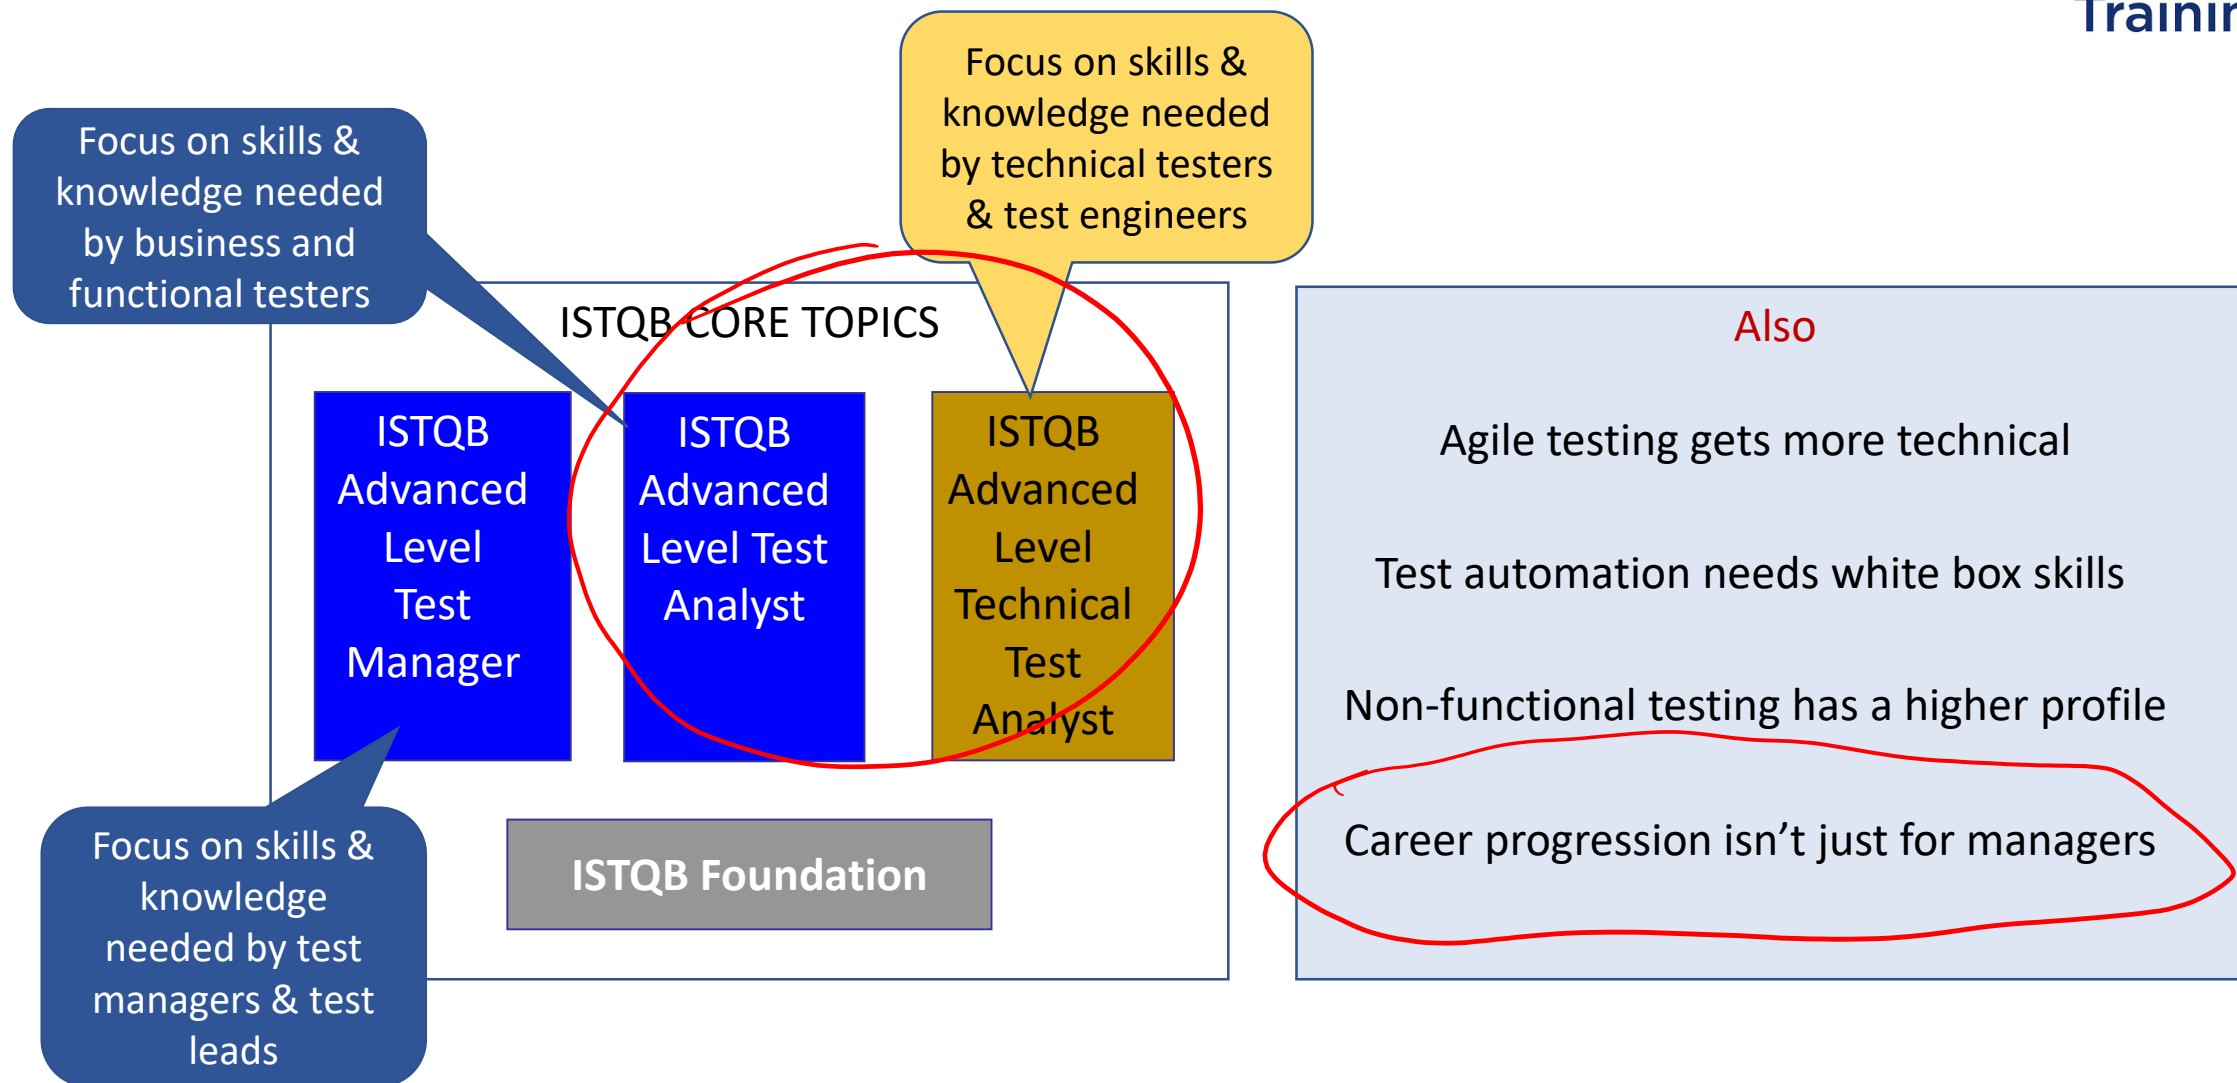 Focus on skills &
knowledge needed
by technical testers
& test engineers
Focus on skills &
knowledge needed
by business and
functional testers
ISTQB CORE TOPICS
ISTQB
Advanced
Level
Test
Manager
ISTQB
Advanced
Level Test
Analyst
ISTQB
Advanced
Level
Technical
Test
Analyst
Focus on skills &
knowledge
needed by test
managers & test
leads
ISTQB Foundation
Also
Agile testing gets more technical
Test automation needs white box skills
Non-functional testing has a higher profile
Career progression isn’t just for managers